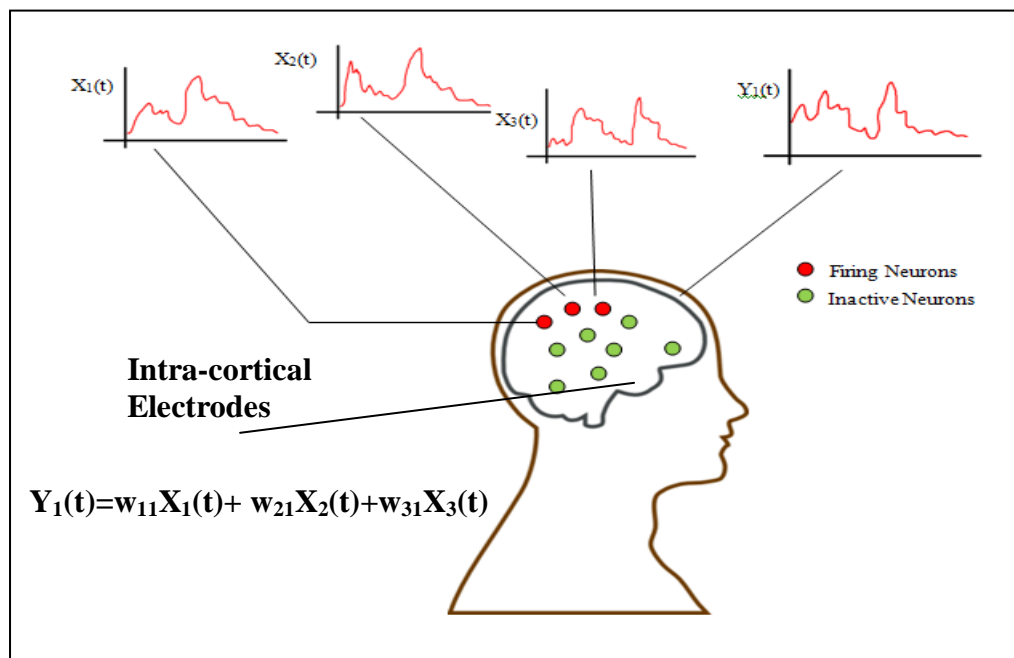 X₁(t)
X₂(t)
X₃(t)
Y₁(t)
Firing Neurons
Inactive Neurons
Intra-cortical
Electrodes
Y₁(t)=w₁₁X₁(t)+ w₂₁X₂(t)+w₃₁X₃(t)